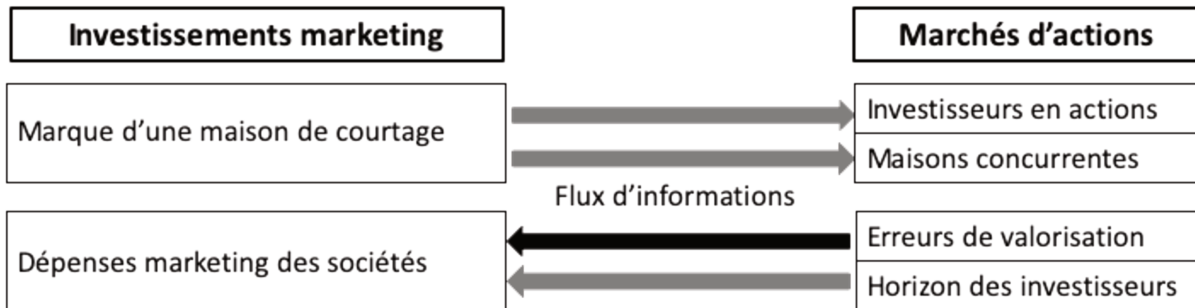 Investissements marketing
Marchés d'actions
Marque d'une maison de courtage
Investisseurs en actions
Maisons concurrentes
Flux d'informations
Dépenses marketing des sociétés
Erreurs de valorisation
Horizon des investisseurs